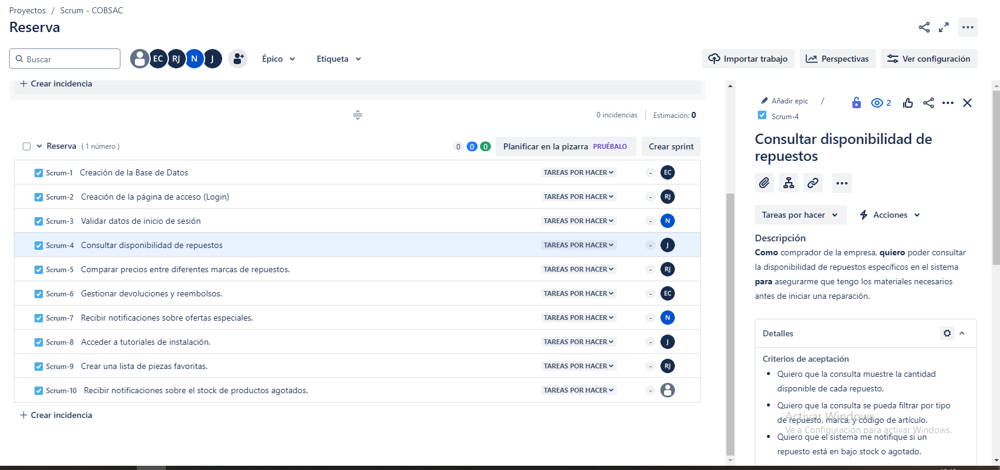 Proyectos / Scrum - COBSAC
Reserva
Buscar
EC RJ N J
Épico
Etiqueta
Importar trabajo
Perspectivas
Ver configuración
+ Crear incidencia
0 incidencias
Estimación: 0
Reserva ( 1 número )
0 0 0
Planificar en la pizarra PRUÉBALO
Crear sprint
Scrum-1 Creación de la Base de Datos TAREAS POR HACER - EC
Scrum-2 Creación de la página de acceso (Login) TAREAS POR HACER - RJ
Scrum-3 Validar datos de inicio de sesión TAREAS POR HACER - N
Scrum-4 Consultar disponibilidad de repuestos TAREAS POR HACER - J
Scrum-5 Comparar precios entre diferentes marcas de repuestos. TAREAS POR HACER - RJ
Scrum-6 Gestionar devoluciones y reembolsos. TAREAS POR HACER - EC
Scrum-7 Recibir notificaciones sobre ofertas especiales. TAREAS POR HACER - N
Scrum-8 Acceder a tutoriales de instalación. TAREAS POR HACER - J
Scrum-9 Crear una lista de piezas favoritas. TAREAS POR HACER - RJ
Scrum-10 Recibir notificaciones sobre el stock de productos agotados. TAREAS POR HACER -
+ Crear incidencia
Añadir epic /
2
Scrum-4
Consultar disponibilidad de
repuestos
Tareas por hacer
Acciones
Descripción
Como comprador de la empresa, quiero poder consultar
la disponibilidad de repuestos específicos en el sistema
para asegurarme que tengo los materiales necesarios
antes de iniciar una reparación.
Detalles
Criterios de aceptación
• Quiero que la consulta muestre la cantidad
disponible de cada repuesto.
• Quiero que la consulta se pueda filtrar por tipo
de repuesto, marca, y código de artículo.
• Quiero que el sistema me notifique si un
repuesto está en bajo stock o agotado.
Activar Windows
Ve a Configuración para activar Windows.